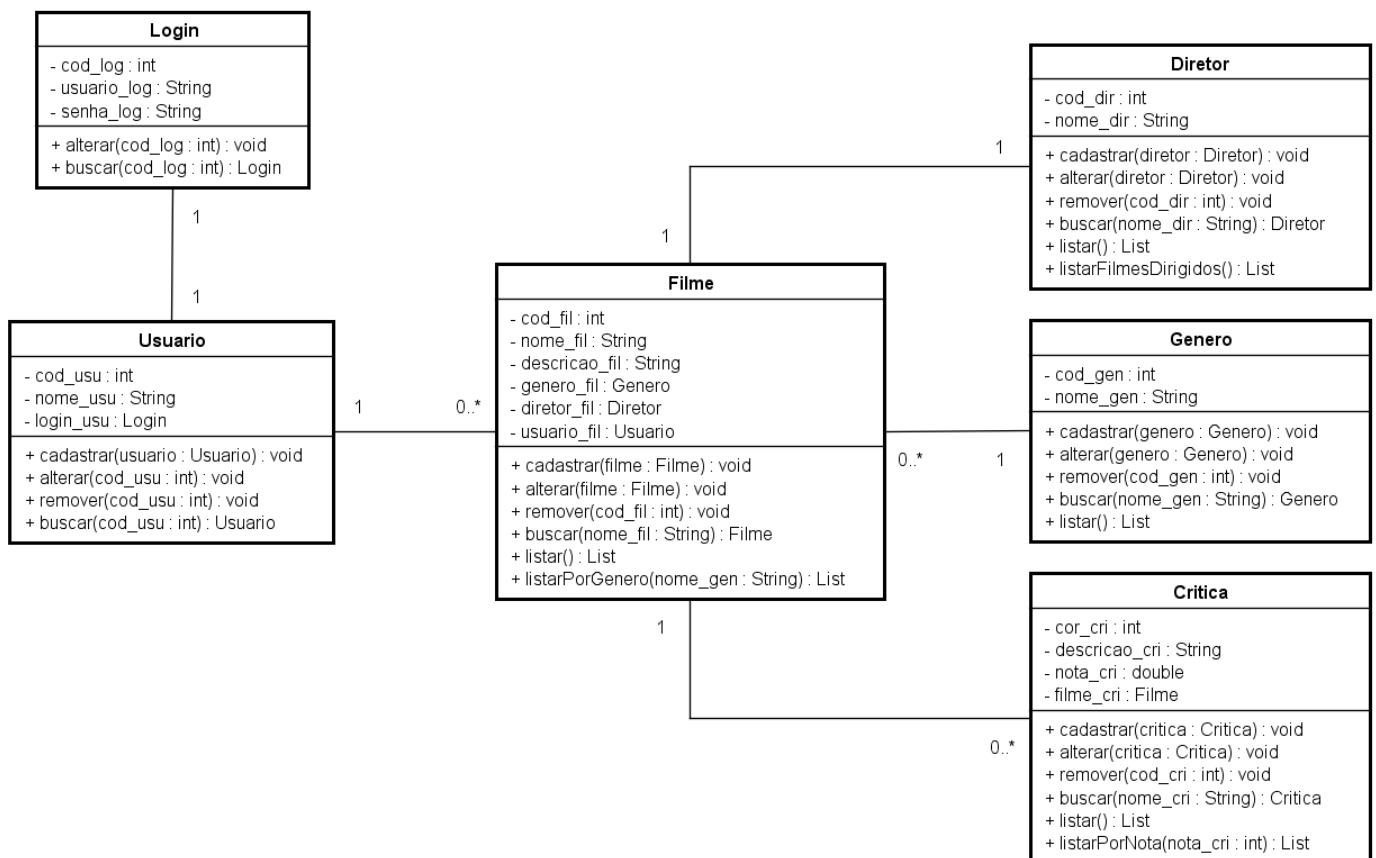 Login
- cod_log : int
- usuario_log : String
- senha_log : String
+ alterar(cod_log : int) : void
+ buscar(cod_log : int) : Login
1
1
Usuario
- cod_usu : int
- nome_usu : String
- login_usu : Login
+ cadastrar(usuario : Usuario) : void
+ alterar(cod_usu : int) : void
+ remover(cod_usu : int) : void
+ buscar(cod_usu : int) : Usuario
1
0..*
Filme
- cod_fil : int
- nome_fil : String
- descricao_fil : String
- genero_fil : Genero
- diretor_fil : Diretor
- usuario_fil : Usuario
+ cadastrar(filme : Filme) : void
+ alterar(filme : Filme) : void
+ remover(cod_fil : int) : void
+ buscar(nome_fil : String) : Filme
+ listar() : List
+ listarPorGenero(nome_gen : String) : List
1
1
Diretor
- cod_dir : int
- nome_dir : String
+ cadastrar(diretor : Diretor) : void
+ alterar(diretor : Diretor) : void
+ remover(cod_dir : int) : void
+ buscar(nome_dir : String) : Diretor
+ listar() : List
+ listarFilmesDirigidos() : List
0..*
1
Genero
- cod_gen : int
- nome_gen : String
+ cadastrar(genero : Genero) : void
+ alterar(genero : Genero) : void
+ remover(cod_gen : int) : void
+ buscar(nome_gen : String) : Genero
+ listar() : List
1
0..*
Critica
- cor_cri : int
- descricao_cri : String
- nota_cri : double
- filme_cri : Filme
+ cadastrar(critica : Critica) : void
+ alterar(critica : Critica) : void
+ remover(cod_cri : int) : void
+ buscar(nome_cri : String) : Critica
+ listar() : List
+ listarPorNota(nota_cri : int) : List